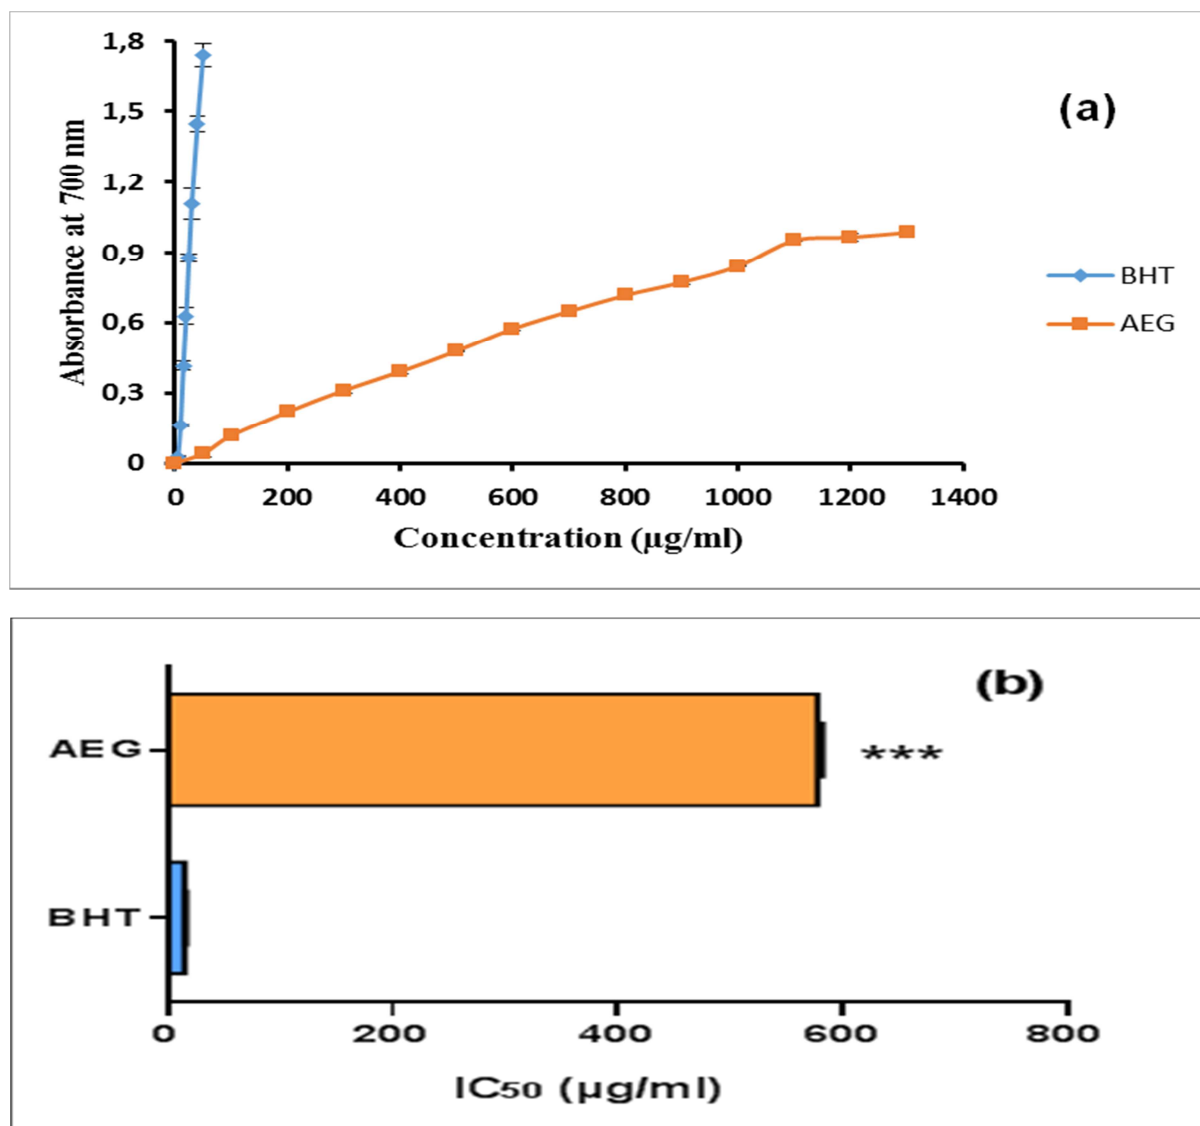 (a)
Absorbance at 700 nm
1,8
1,5
1,2
0,9
0,6
0,3
0
0 200 400 600 800 1000 1200 1400
Concentration (µg/ml)
BHT
AEG
(b)
AEG
***
BHT
0 200 400 600 800
IC50 (µg/ml)